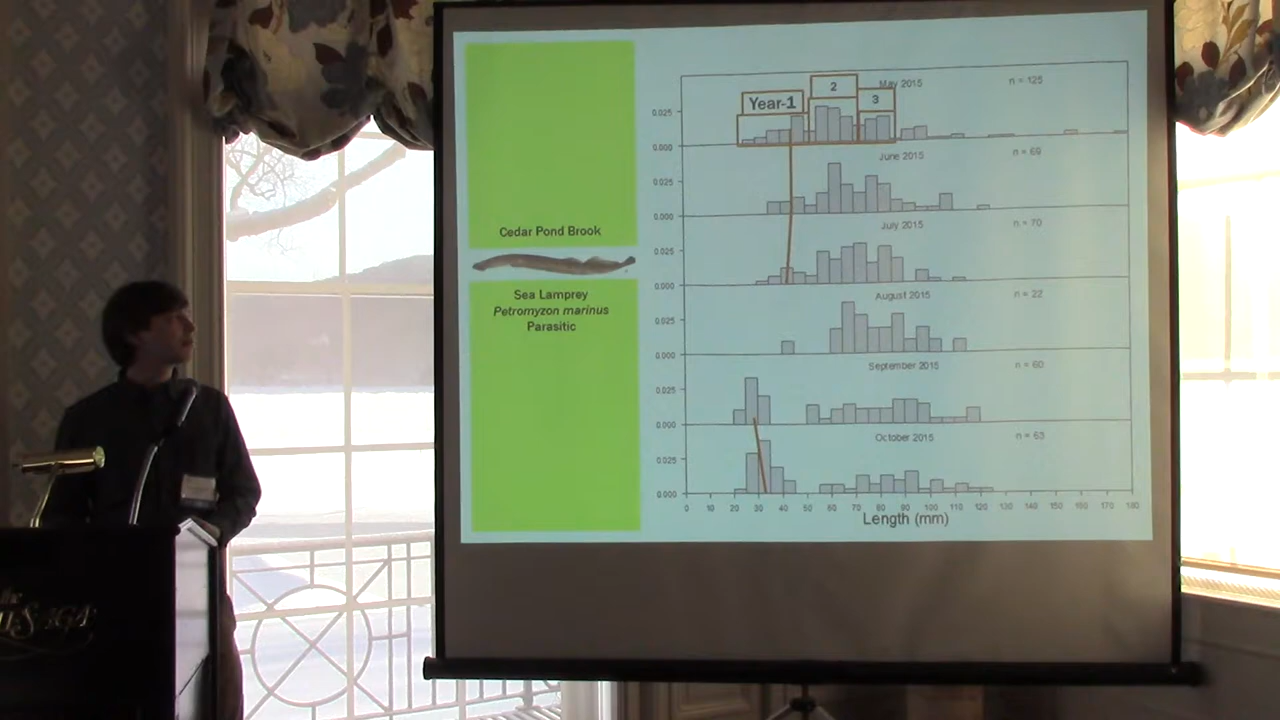 Cedar Pond Brook
Sea Lamprey
Petromyzon marinus
Parasitic
Year-1
2
3
May 2015
n = 125
0.025
0.000
June 2015
n = 69
0.025
0.000
July 2015
n = 70
0.025
0.000
August 2015
n = 22
0.025
0.000
September 2015
n = 60
0.025
0.000
October 2015
n = 63
0.025
0.000
0 10 20 30 40 50 60 70 80 90 100 110 120 130 140 150 160 170 180
Length (mm)
the